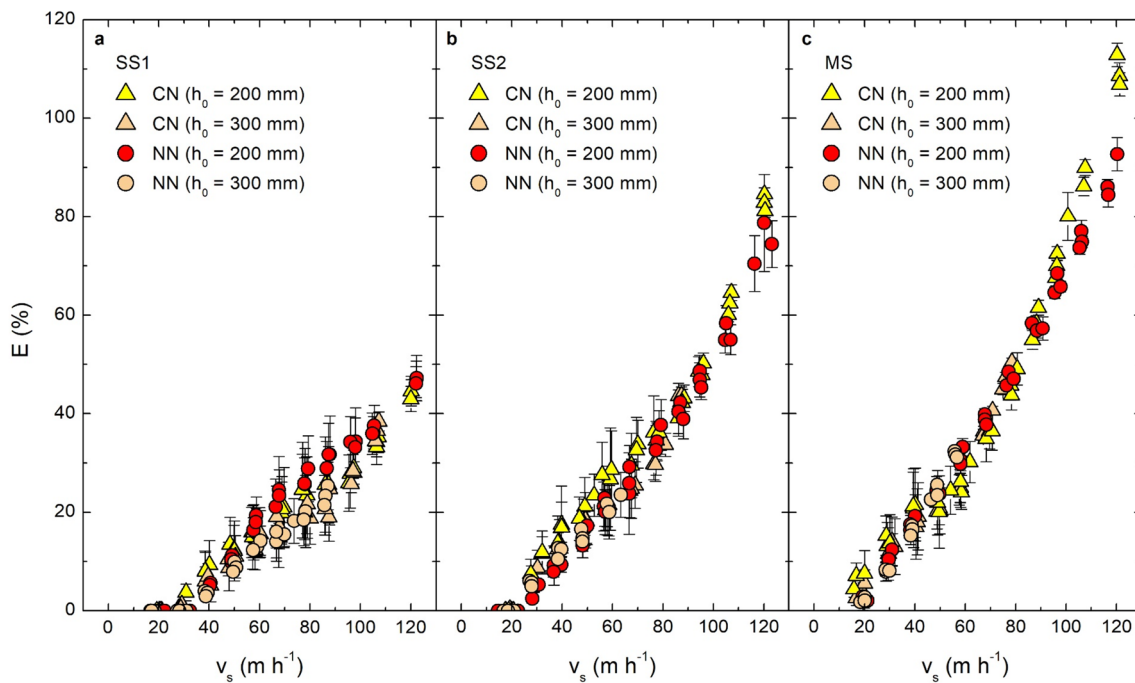 a
SS1
CN (h₀ = 200 mm)
CN (h₀ = 300 mm)
NN (h₀ = 200 mm)
NN (h₀ = 300 mm)
b
SS2
CN (h₀ = 200 mm)
CN (h₀ = 300 mm)
NN (h₀ = 200 mm)
NN (h₀ = 300 mm)
c
MS
CN (h₀ = 200 mm)
CN (h₀ = 300 mm)
NN (h₀ = 200 mm)
NN (h₀ = 300 mm)
120
100
80
60
40
20
0
E (%)
0 20 40 60 80 100 120
0 20 40 60 80 100 120
0 20 40 60 80 100 120
vₛ (m h⁻¹)
vₛ (m h⁻¹)
vₛ (m h⁻¹)